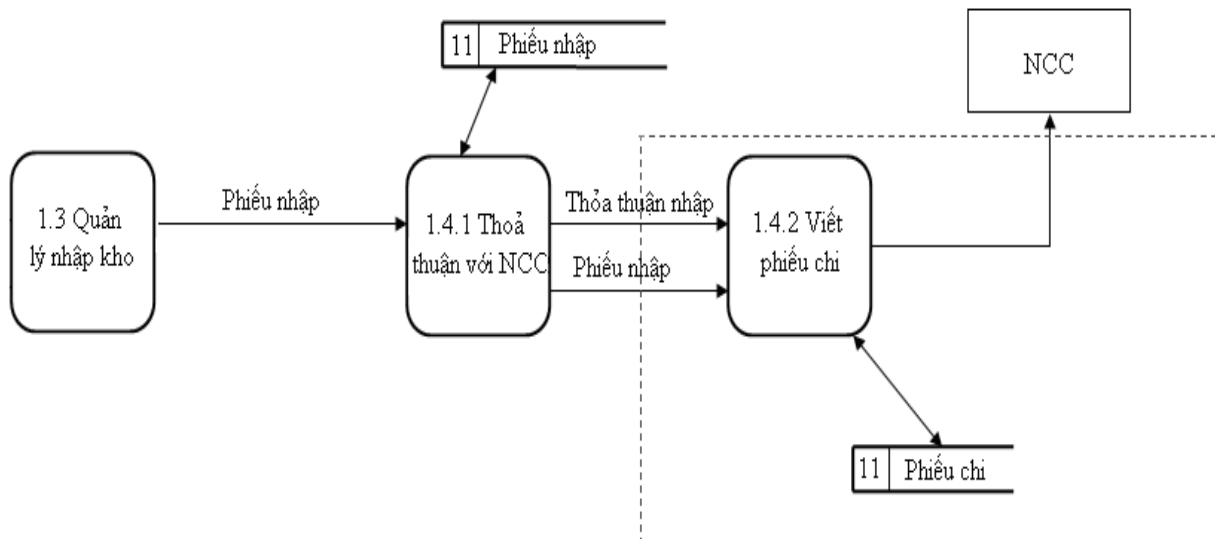 11 Phiếu nhập
NCC
1.3 Quản
lý nhập kho
Phiếu nhập
1.4.1 Thoả
thuận với NCC
Thỏa thuận nhập
Phiếu nhập
1.4.2 Viết
phiếu chi
11 Phiếu chi